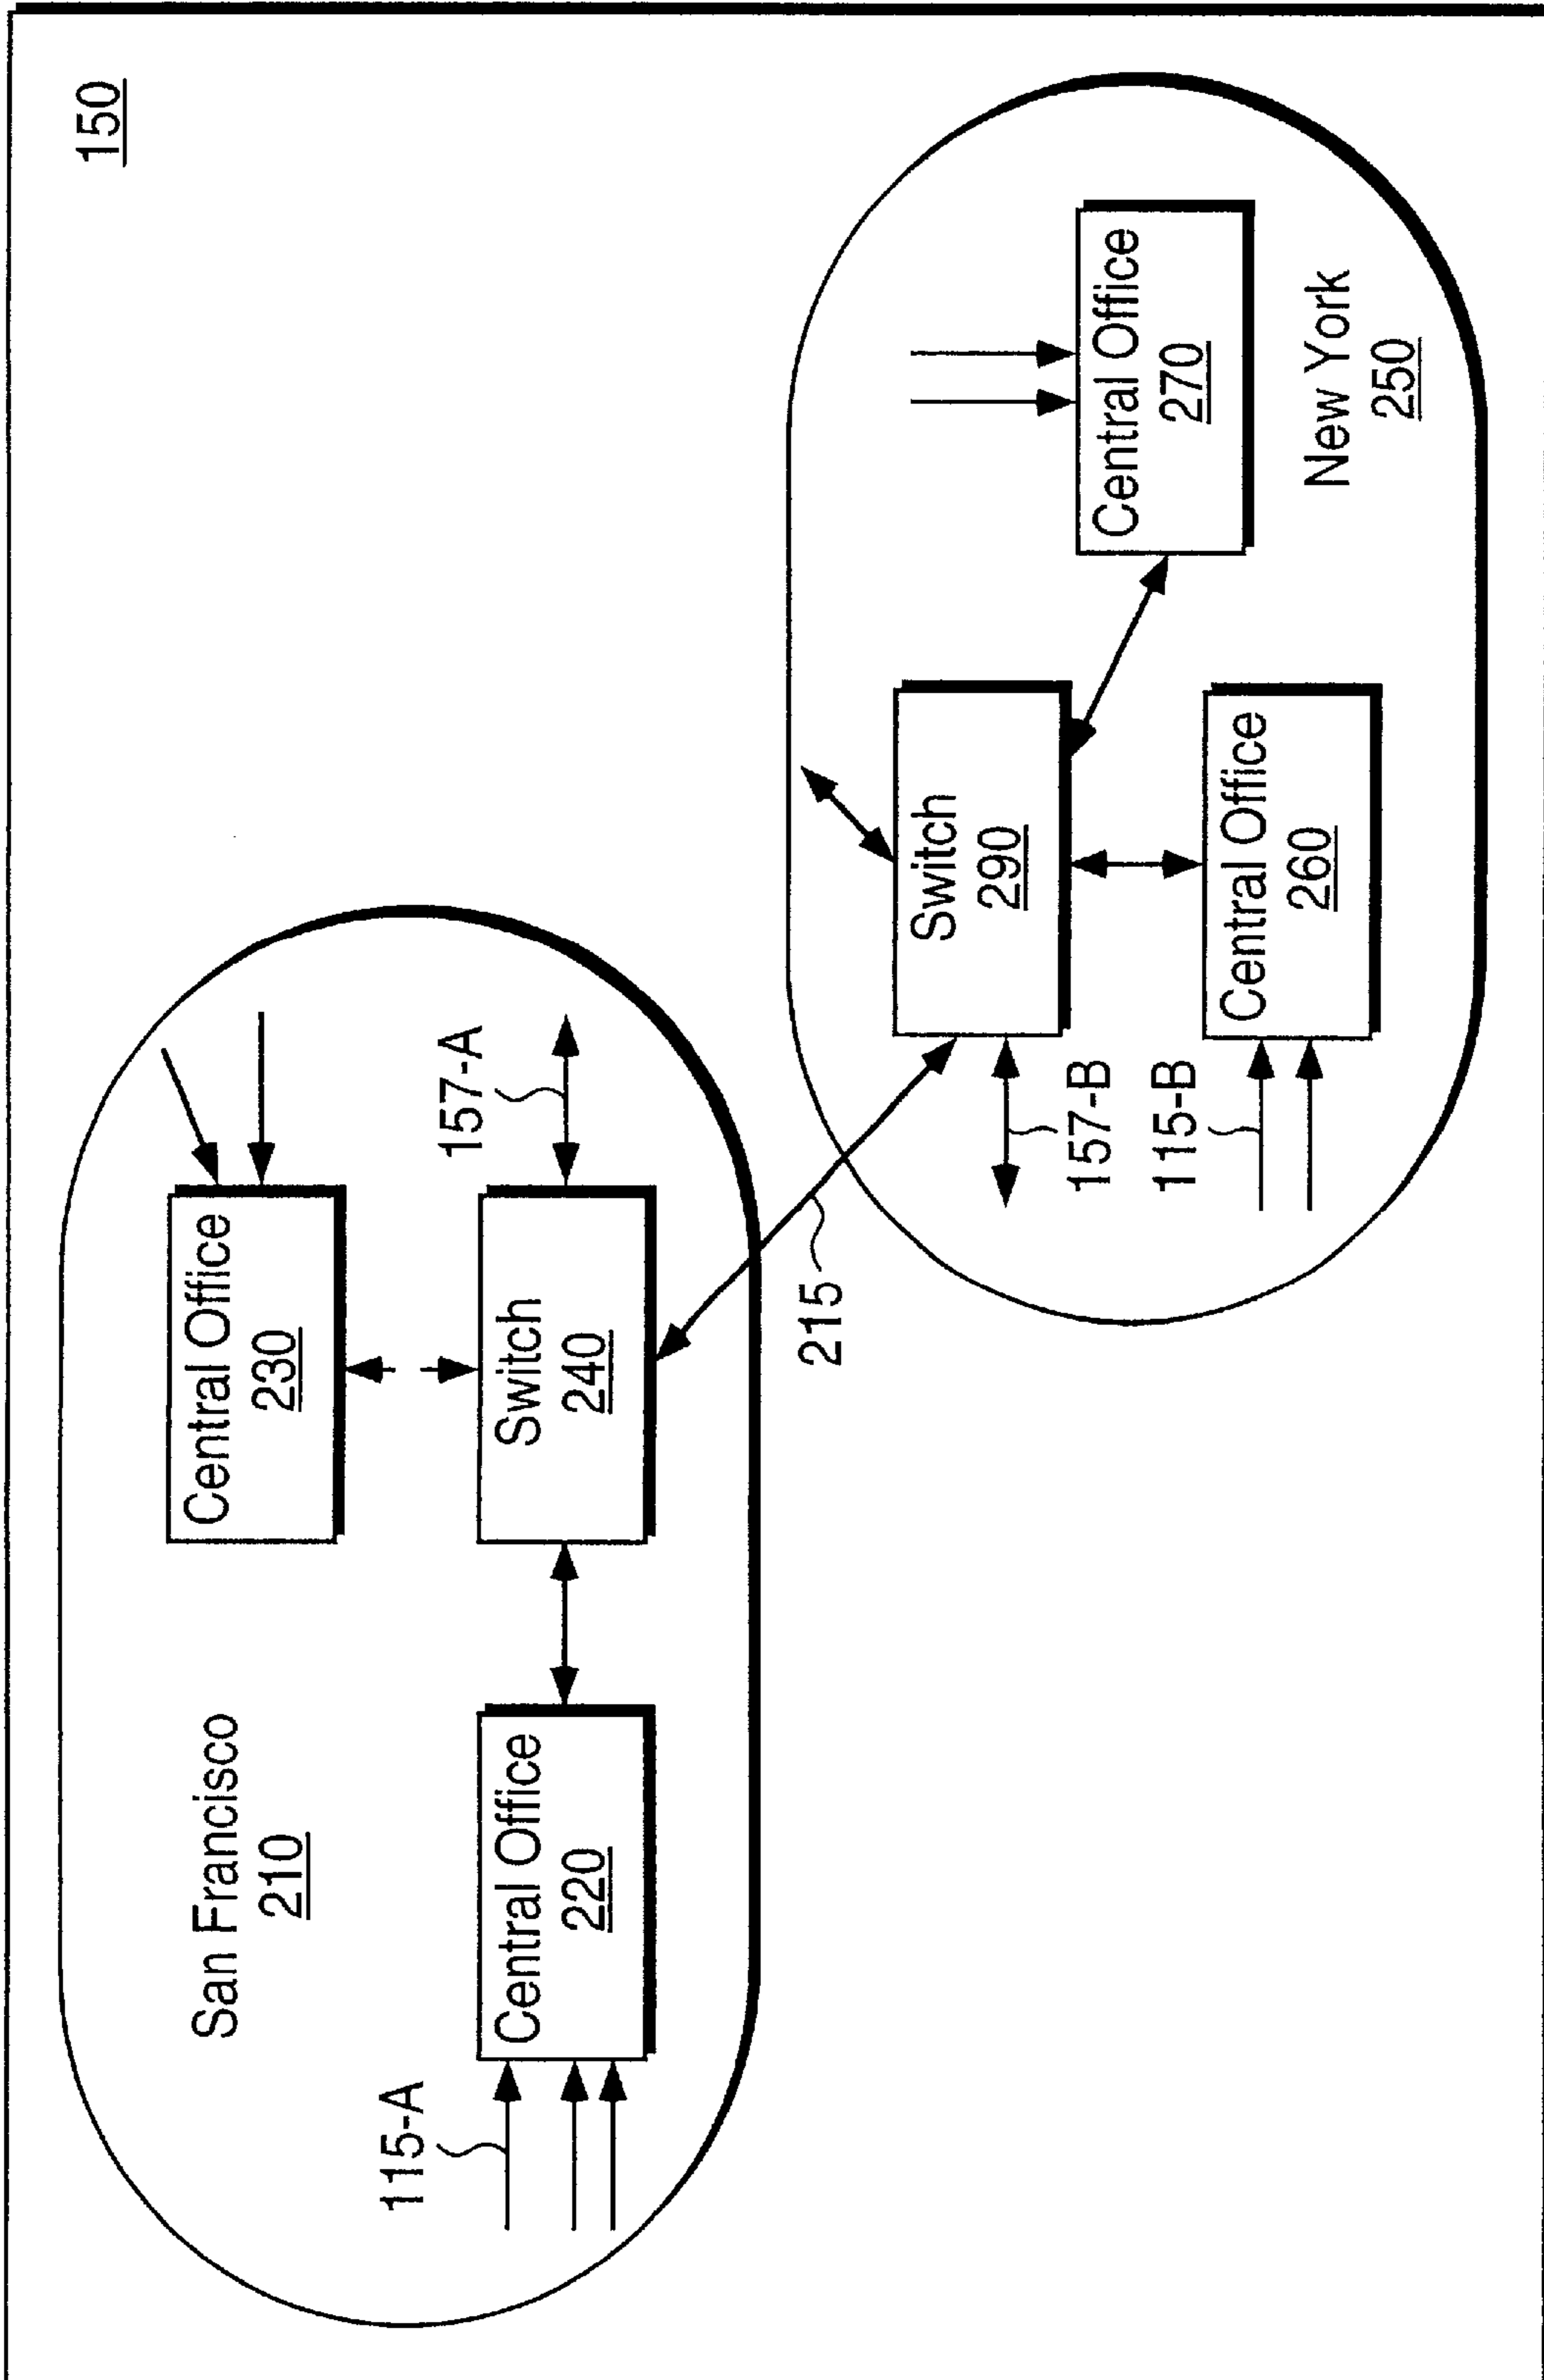 150
San Francisco
210
Central Office
230
115-A
Central Office
220
Switch
240
157-A
215
Switch
290
157-B
115-B
Central Office
260
Central Office
270
New York
250